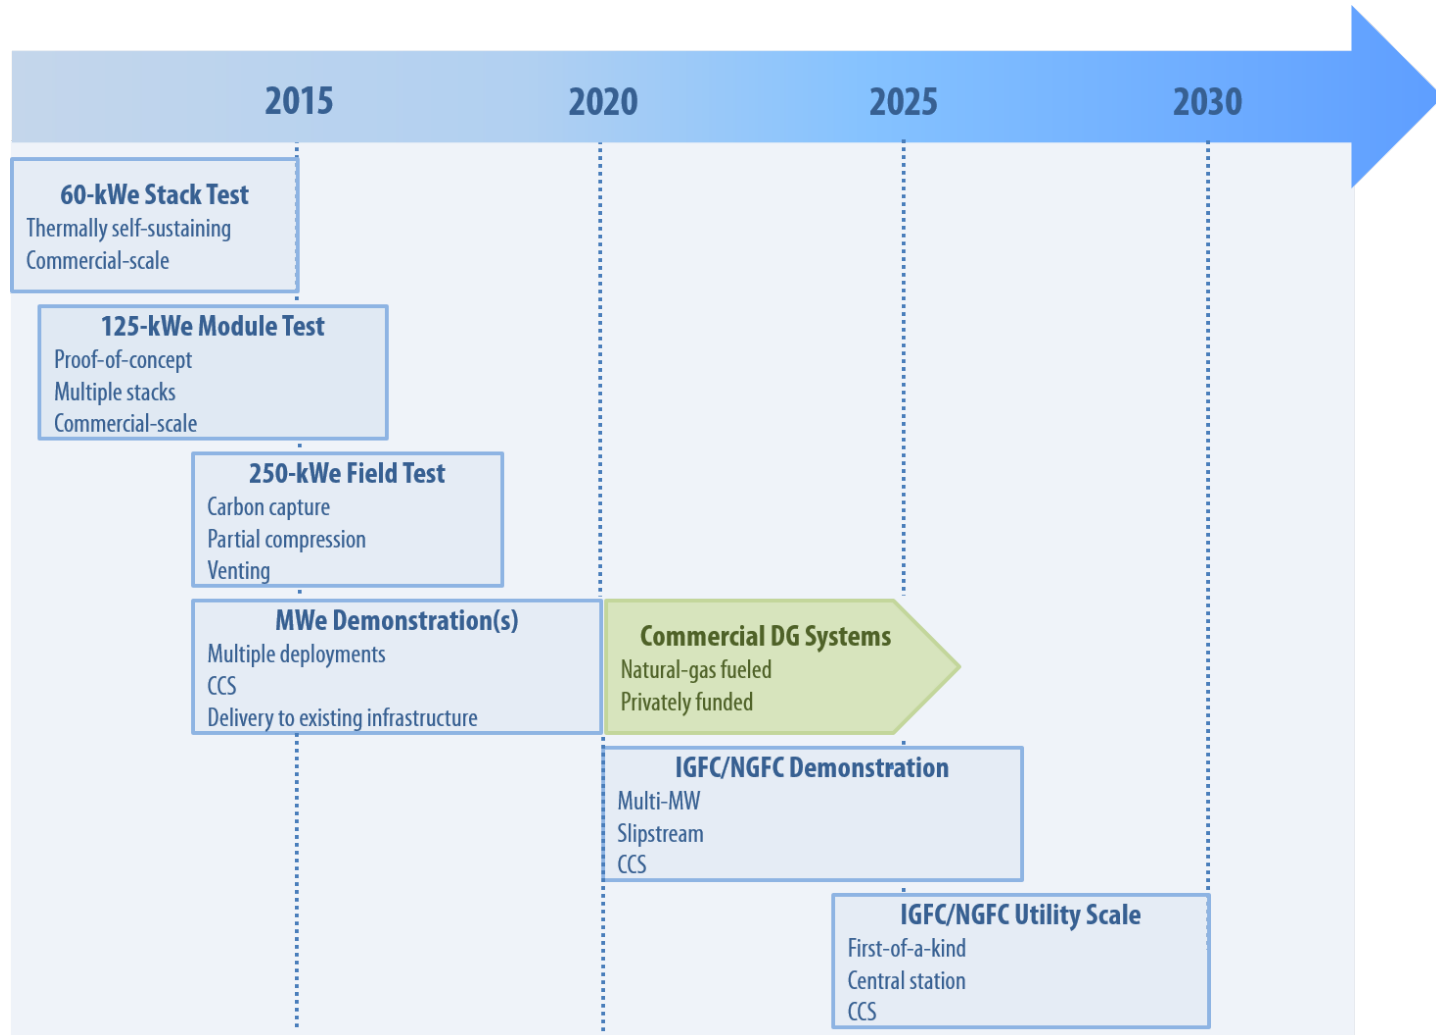 2015 2020 2025 2030
60-kWe Stack Test
Thermally self-sustaining
Commercial-scale
125-kWe Module Test
Proof-of-concept
Multiple stacks
Commercial-scale
250-kWe Field Test
Carbon capture
Partial compression
Venting
MWe Demonstration(s)
Multiple deployments
CCS
Delivery to existing infrastructure
Commercial DG Systems
Natural-gas fueled
Privately funded
IGFC/NGFC Demonstration
Multi-MW
Slipstream
CCS
IGFC/NGFC Utility Scale
First-of-a-kind
Central station
CCS